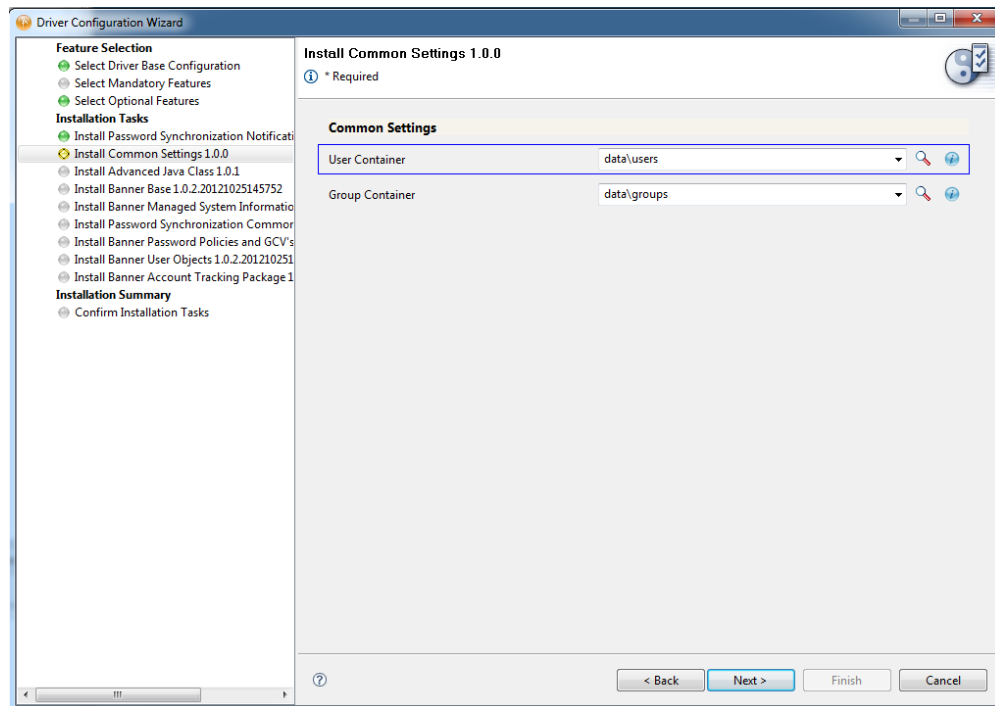 Driver Configuration Wizard
Feature Selection
Select Driver Base Configuration
Select Mandatory Features
Select Optional Features
Installation Tasks
Install Password Synchronization Notificati
Install Common Settings 1.0.0
Install Advanced Java Class 1.0.1
Install Banner Base 1.0.2.20121025145752
Install Banner Managed System Informatio
Install Password Synchronization Common
Install Banner Password Policies and GCV's
Install Banner User Objects 1.0.2.201210251
Install Banner Account Tracking Package 1
Installation Summary
Confirm Installation Tasks
Install Common Settings 1.0.0
* Required
Common Settings
User Container data\users
Group Container data\groups
< Back Next > Finish Cancel